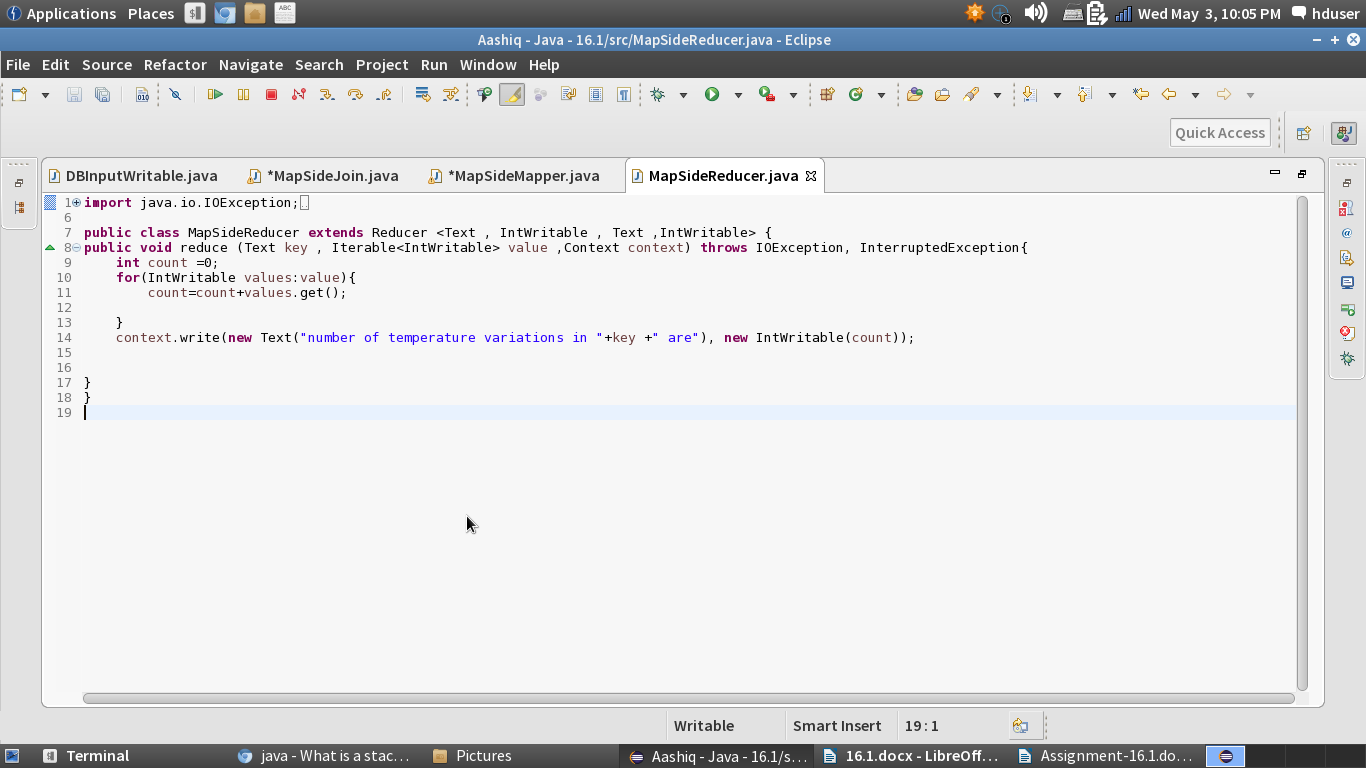 Applications Places ABC Wed May 3, 10:05 PM hduser
Aashiq - Java - 16.1/src/MapSideReducer.java - Eclipse
File Edit Source Refactor Navigate Search Project Run Window Help
Quick Access
DBInputWritable.java *MapSideJoin.java *MapSideMapper.java MapSideReducer.java
1 import java.io.IOException;
6
7 public class MapSideReducer extends Reducer <Text , IntWritable , Text ,IntWritable> {
8 public void reduce (Text key , Iterable<IntWritable> value ,Context context) throws IOException, InterruptedException{
9     int count =0;
10     for(IntWritable values:value){
11         count=count+values.get();
12
13     }
14     context.write(new Text("number of temperature variations in "+key +" are"), new IntWritable(count));
15
16
17 }
18 }
19
Writable Smart Insert 19 : 1
Terminal java - What is a stac... Pictures Aashiq - Java - 16.1/s... 16.1.docx - LibreOff... Assignment-16.1.do...